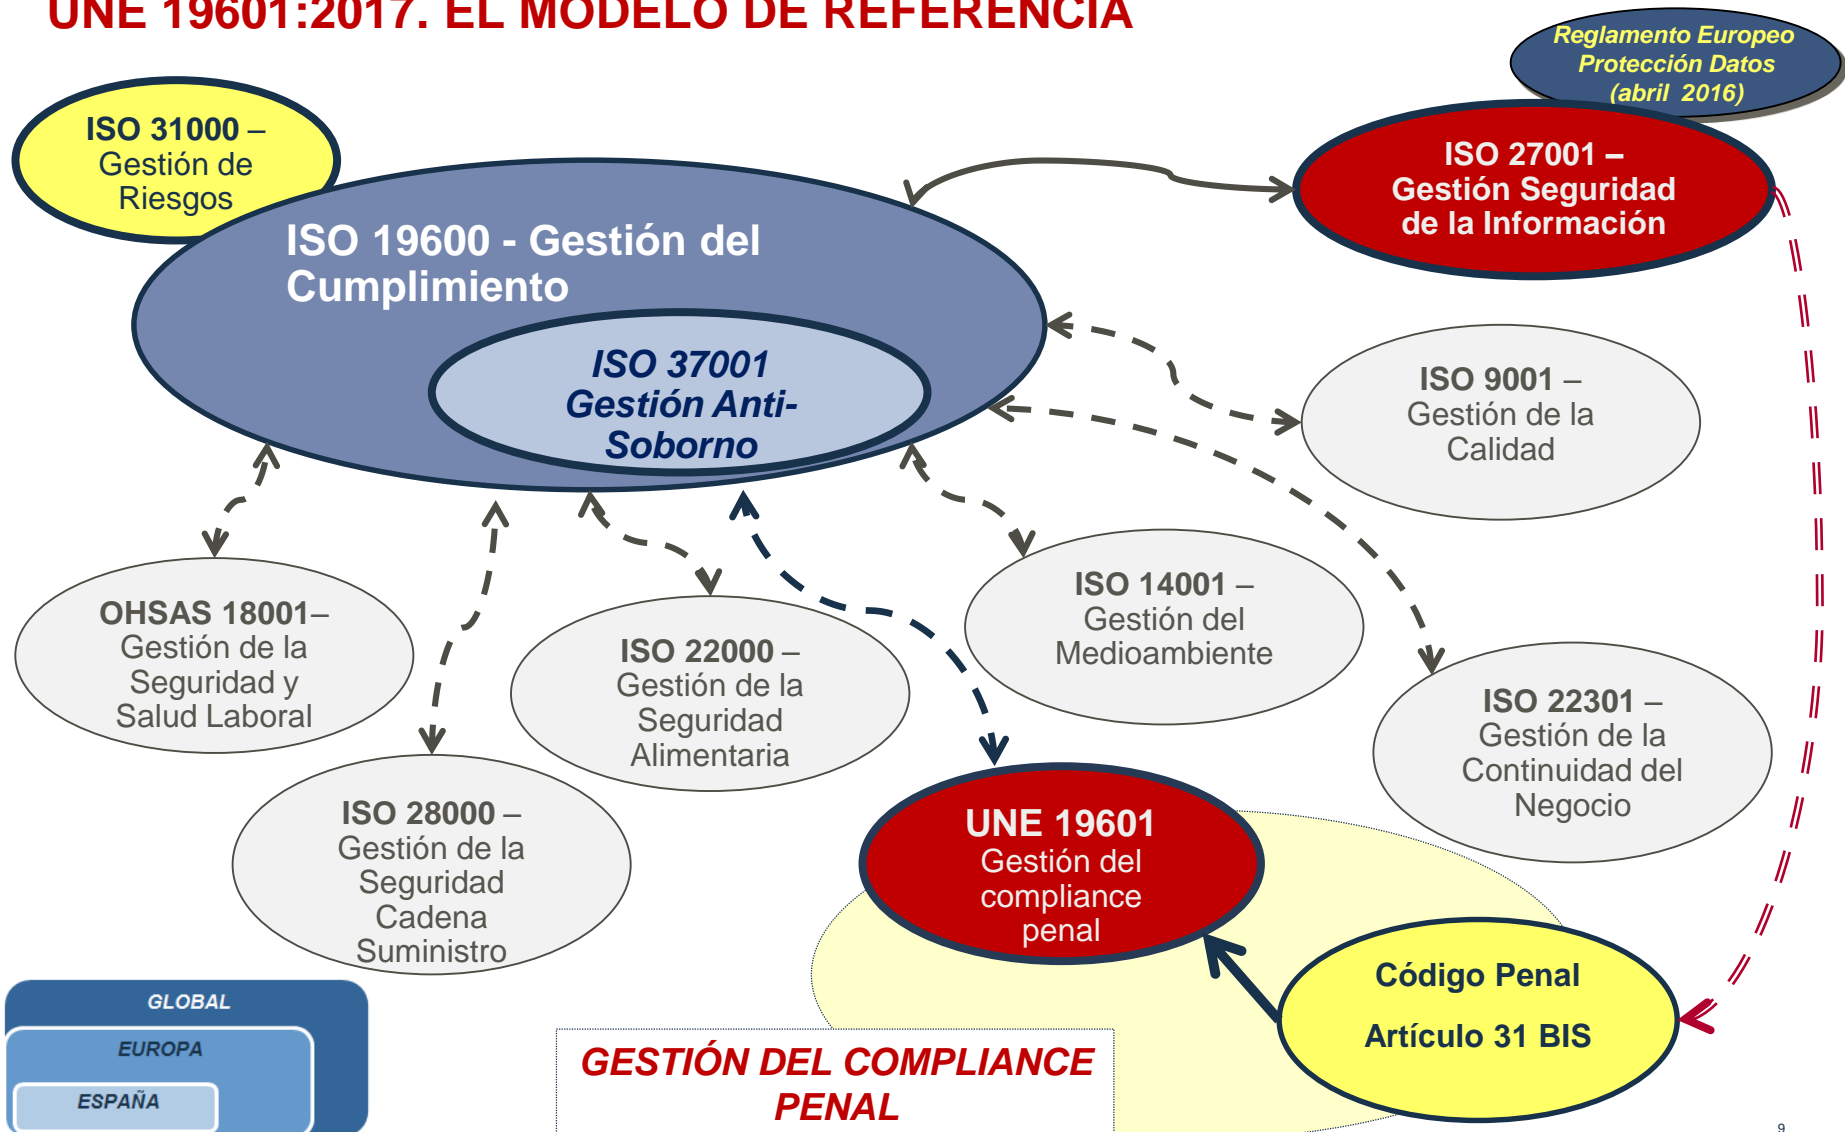 UNE 19601:2017. EL MODELO DE REFERENCIA
Reglamento Europeo
Protección Datos
(abril 2016)
ISO 31000 –
Gestión de
Riesgos
ISO 27001 –
Gestión Seguridad
de la Información
ISO 19600 - Gestión del
Cumplimiento
ISO 37001
Gestión Anti-
Soborno
ISO 9001 –
Gestión de la
Calidad
OHSAS 18001–
Gestión de la
Seguridad y
Salud Laboral
ISO 22000 –
Gestión de la
Seguridad
Alimentaria
ISO 14001 –
Gestión del
Medioambiente
ISO 22301 –
Gestión de la
Continuidad del
Negocio
ISO 28000 –
Gestión de la
Seguridad
Cadena
Suministro
UNE 19601
Gestión del
compliance
penal
Código Penal
Artículo 31 BIS
GLOBAL
EUROPA
ESPAÑA
GESTIÓN DEL COMPLIANCE
PENAL
9